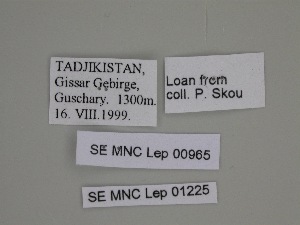 TADJIKISTAN,
Gissar Gebirge,
Guschary. 1300m.
16. VIII.1999.
Loan from
coll. P. Skou
SE MNC Lep 00965
SE MNC Lep 01225